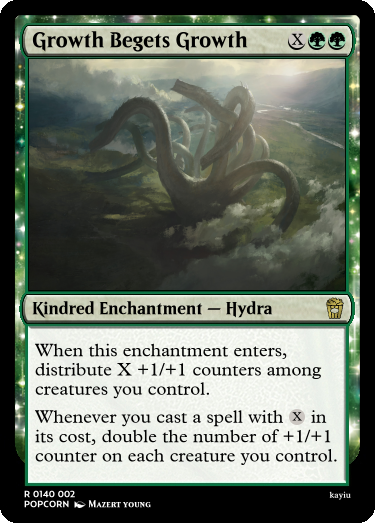 Growth Begets Growth X
Kindred Enchantment — Hydra
When this enchantment enters,
distribute X +1/+1 counters among
creatures you control.
Whenever you cast a spell with X in
its cost, double the number of +1/+1
counter on each creature you control.
R 0140 002
POPCORN Mazert young
kayiu